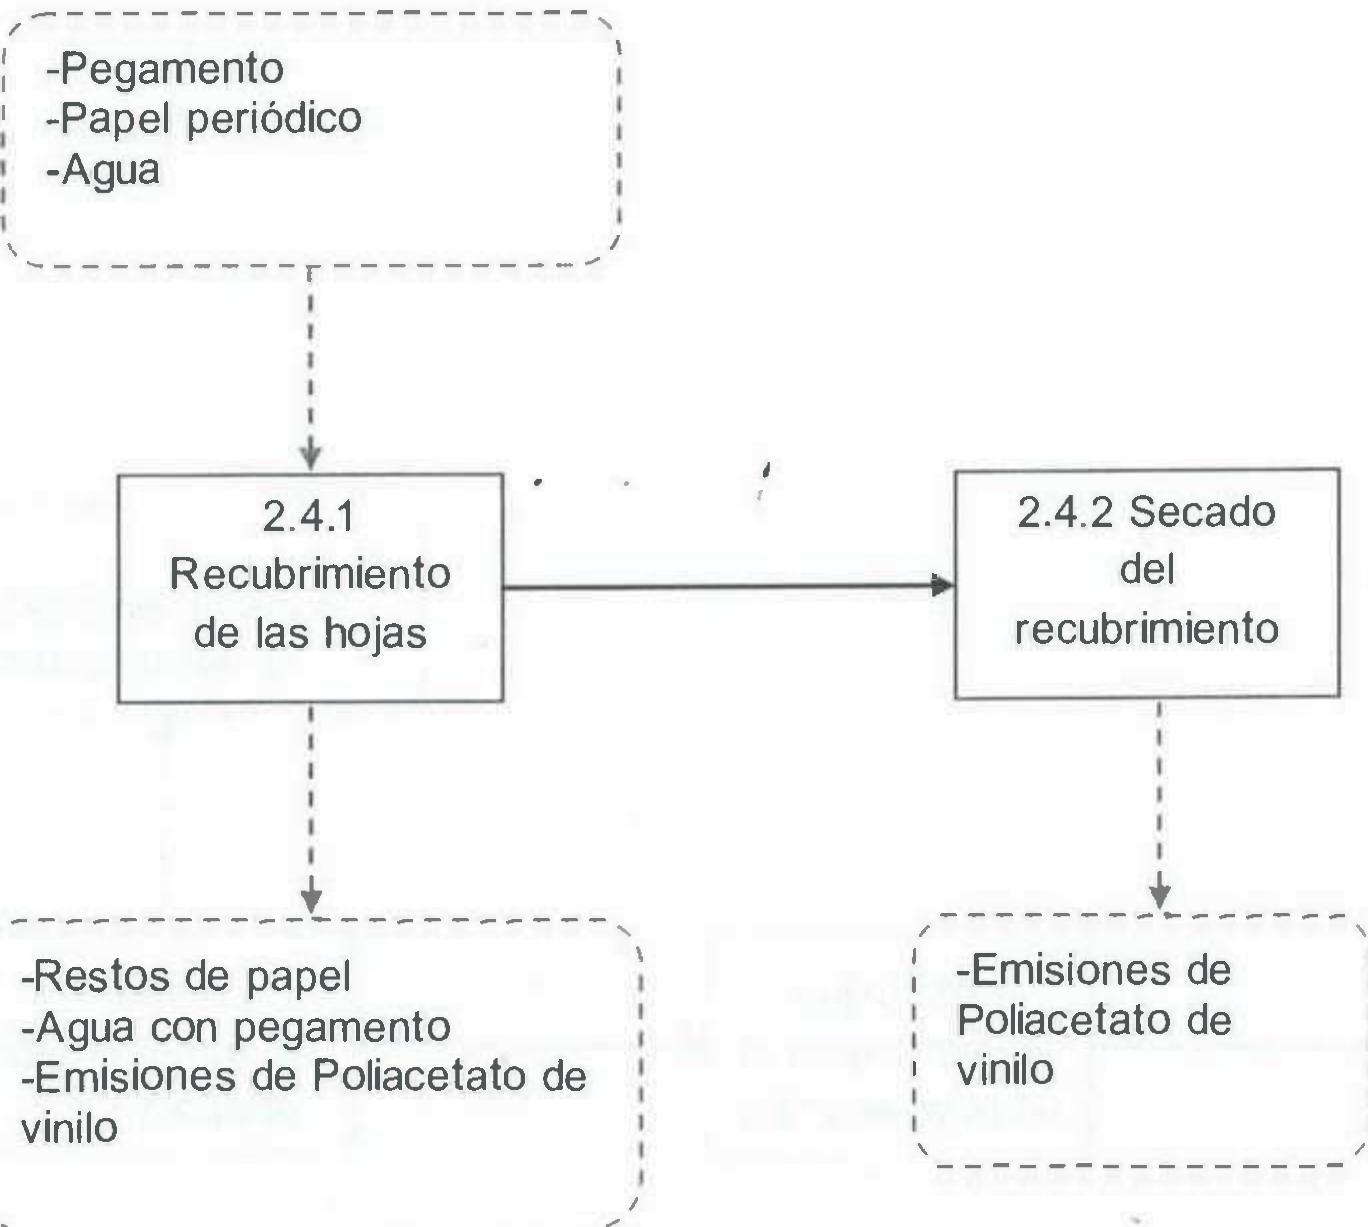 -Pegamento
-Papel periódico
-Agua
2.4.1
Recubrimiento
de las hojas
2.4.2 Secado
del
recubrimiento
-Restos de papel
-Agua con pegamento
-Emisiones de Poliacetato de
vinilo
-Emisiones de
Poliacetato de
vinilo